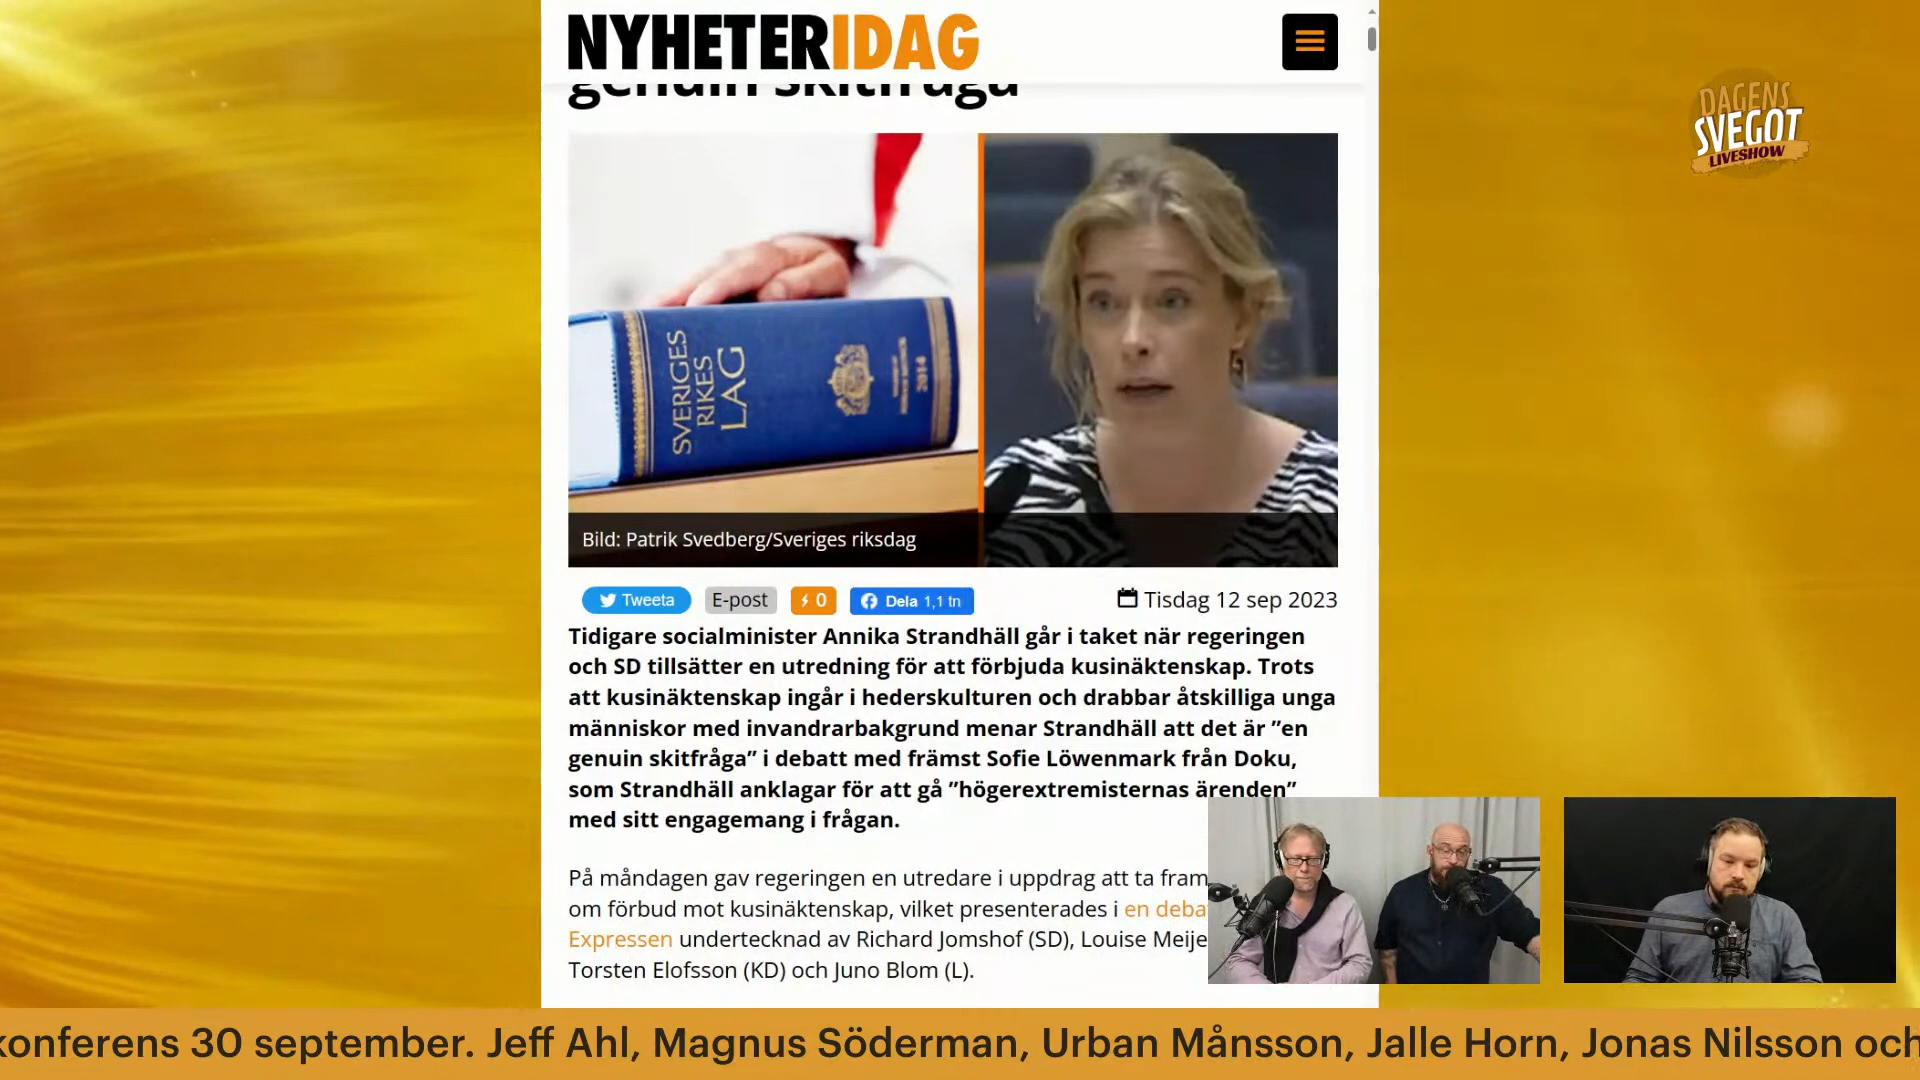 NYHETERIDAG
genuin skitfråga
DAGENS
SVEGOT
LIVESHOW
SVERIGES
RIKES
LAG
2014
Bild: Patrik Svedberg/Sveriges riksdag
Tweeta E-post 0 Dela 1,1 tn Tisdag 12 sep 2023
Tidigare socialminister Annika Strandhäll går i taket när regeringen
och SD tillsätter en utredning för att förbjuda kusinäktenskap. Trots
att kusinäktenskap ingår i hederskulturen och drabbar åtskilliga unga
människor med invandrarbakgrund menar Strandhäll att det är ”en
genuin skitfråga” i debatt med främst Sofie Löwenmark från Doku,
som Strandhäll anklagar för att gå ”högerextremisternas ärenden”
med sitt engagemang i frågan.
På måndagen gav regeringen en utredare i uppdrag att ta fram
om förbud mot kusinäktenskap, vilket presenterades i en deba
Expressen undertecknad av Richard Jomshof (SD), Louise Meije
Torsten Elofsson (KD) och Juno Blom (L).
konferens 30 september. Jeff Ahl, Magnus Söderman, Urban Månsson, Jalle Horn, Jonas Nilsson och